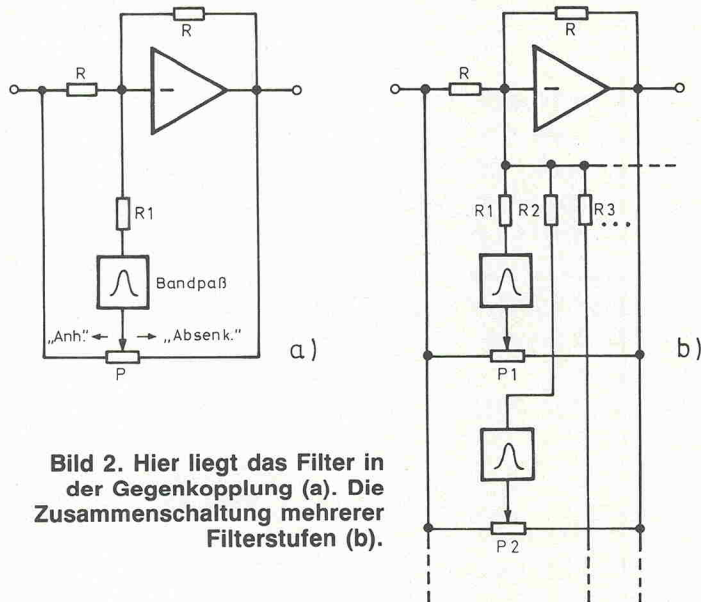 R
R
R1
Bandpaß
„Anh.“ „Absenk.“
P
a)
R
R
R1 R2 R3
...
P1
b)
P2
Bild 2. Hier liegt das Filter in
der Gegenkopplung (a). Die
Zusammenschaltung mehrerer
Filterstufen (b).